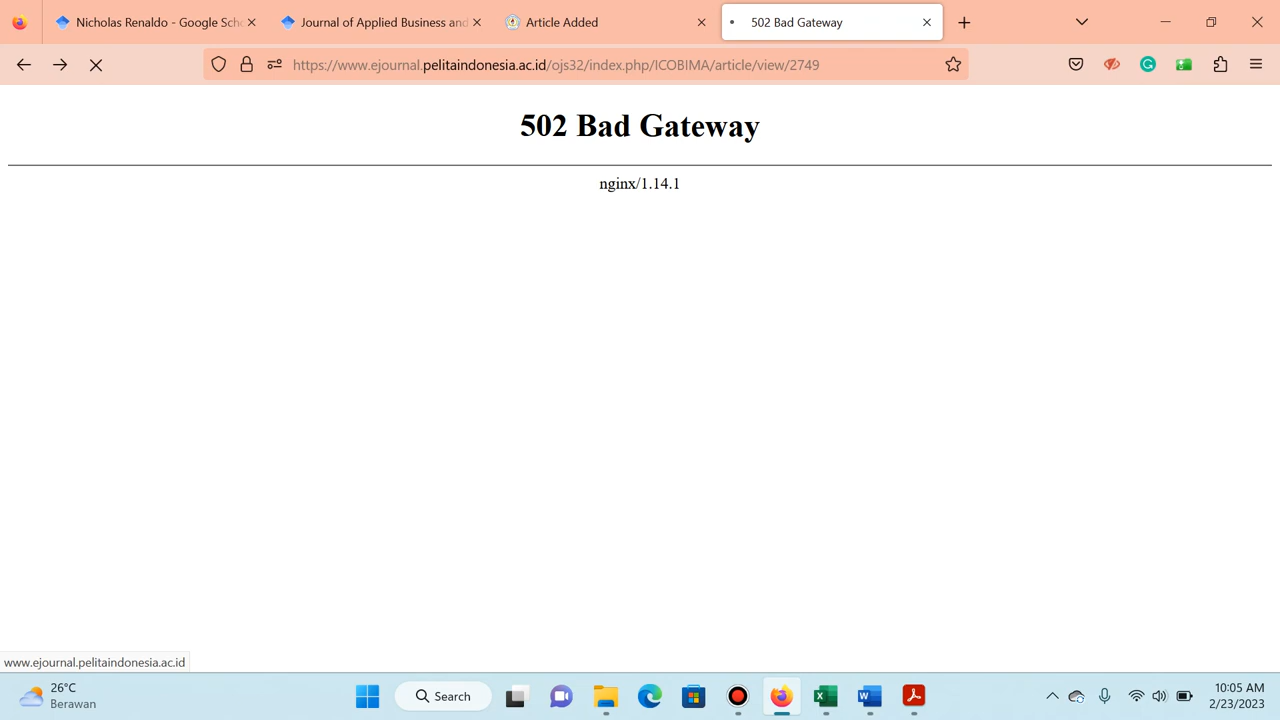 Nicholas Renaldo - Google Scho
Journal of Applied Business and
Article Added
502 Bad Gateway
https://www.ejournal.pelitaindonesia.ac.id/ojs32/index.php/ICOBIMA/article/view/2749
502 Bad Gateway
nginx/1.14.1
www.ejournal.pelitaindonesia.ac.id
26°C
Berawan
Search
10:05 AM
2/23/2023